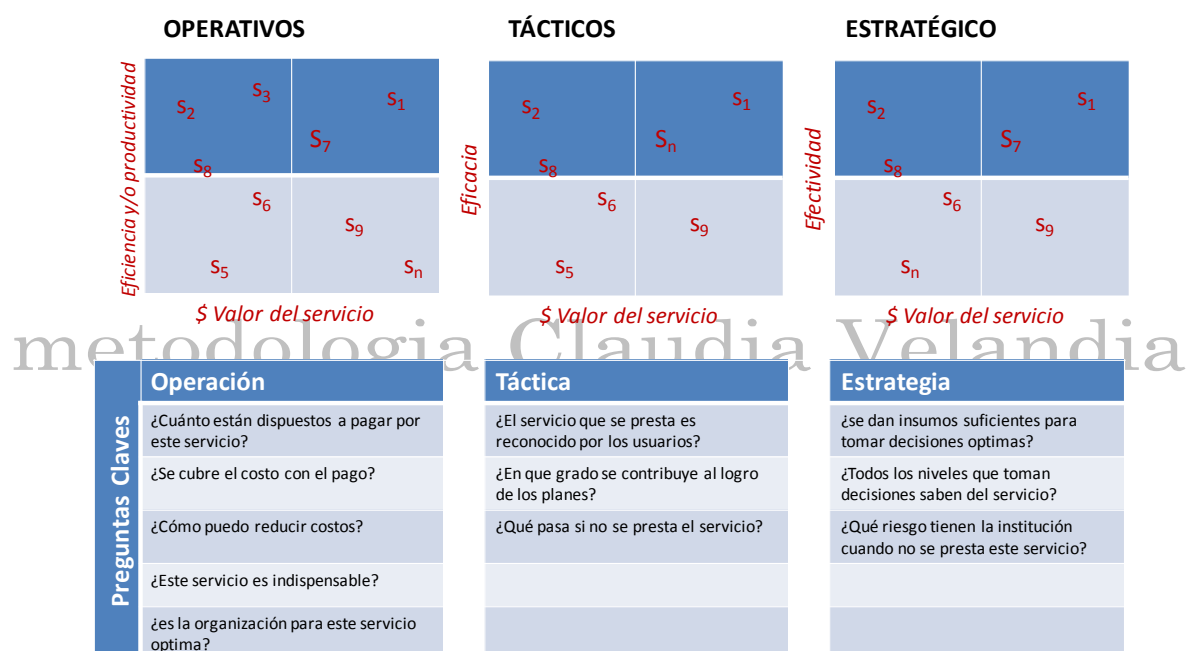 OPERATIVOS
TÁCTICOS
ESTRATÉGICO
Eficiencia y/o productividad
s2
s3
s1
S7
s8
s6
s9
s5
sn
$ Valor del servicio
Eficacia
s2
s1
Sn
s8
s6
s9
s5
$ Valor del servicio
Efectividad
s2
s1
S7
s8
s6
s9
sn
$ Valor del servicio
metodologia Claudia Velandia
Preguntas Claves
Operación
¿Cuánto están dispuestos a pagar por
este servicio?
¿Se cubre el costo con el pago?
¿Cómo puedo reducir costos?
¿Este servicio es indispensable?
¿es la organización para este servicio
optima?
Táctica
¿El servicio que se presta es
reconocido por los usuarios?
¿En que grado se contribuye al logro
de los planes?
¿Qué pasa si no se presta el servicio?
Estrategia
¿se dan insumos suficientes para
tomar decisiones optimas?
¿Todos los niveles que toman
decisiones saben del servicio?
¿Qué riesgo tienen la institución
cuando no se presta este servicio?